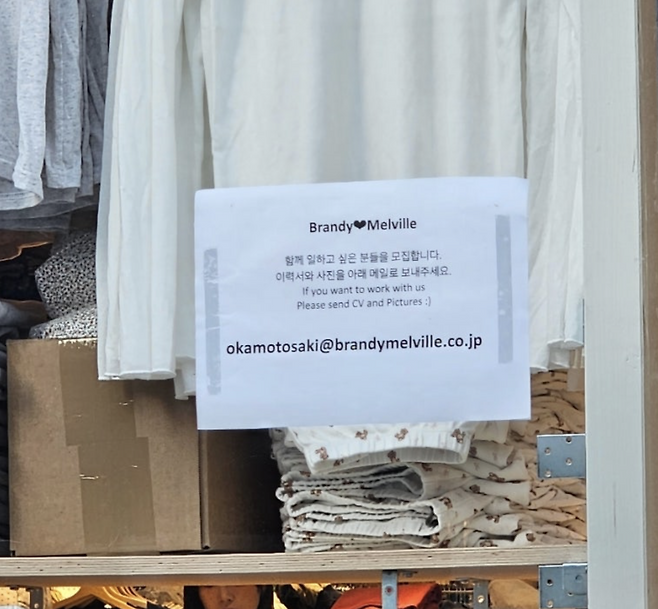 Brandy❤Melville
함께 일하고 싶은 분들을 모집합니다.
이력서와 사진을 아래 메일로 보내주세요.
If you want to work with us
Please send CV and Pictures :)
okamotosaki@brandymelville.co.jp